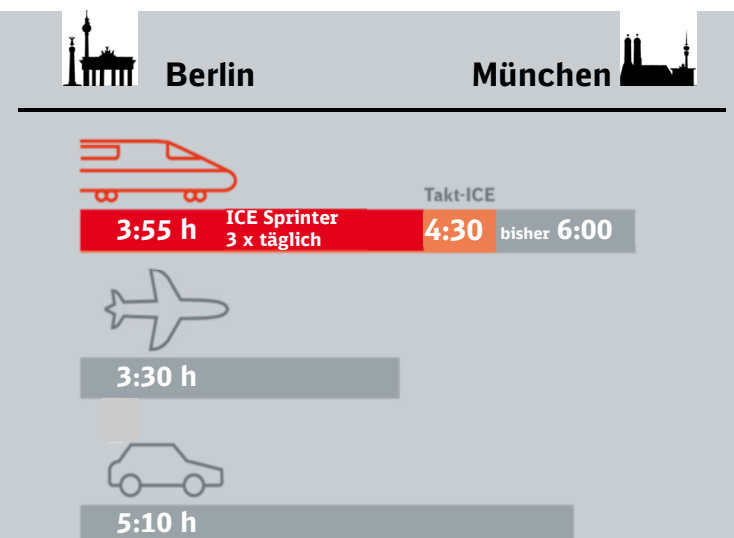 Berlin München
Takt-ICE
3:55 h ICE Sprinter 4:30 bisher 6:00
3 x täglich
3:30 h
5:10 h